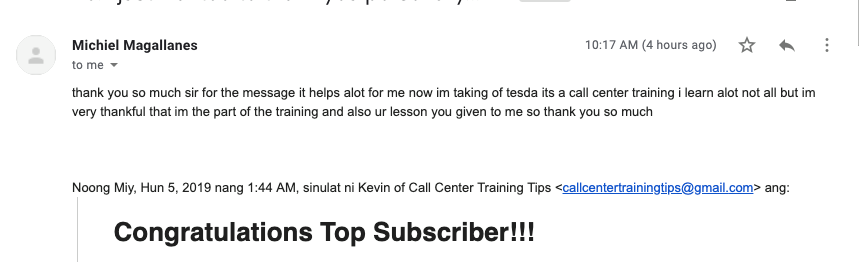 Michiel Magallanes
10:17 AM (4 hours ago)
to me
thank you so much sir for the message it helps alot for me now im taking of tesda its a call center training i learn alot not all but im
very thankful that im the part of the training and also ur lesson you given to me so thank you so much
Noong Miy, Hun 5, 2019 nang 1:44 AM, sinulat ni Kevin of Call Center Training Tips <callcentertrainingtips@gmail.com> ang:
Congratulations Top Subscriber!!!